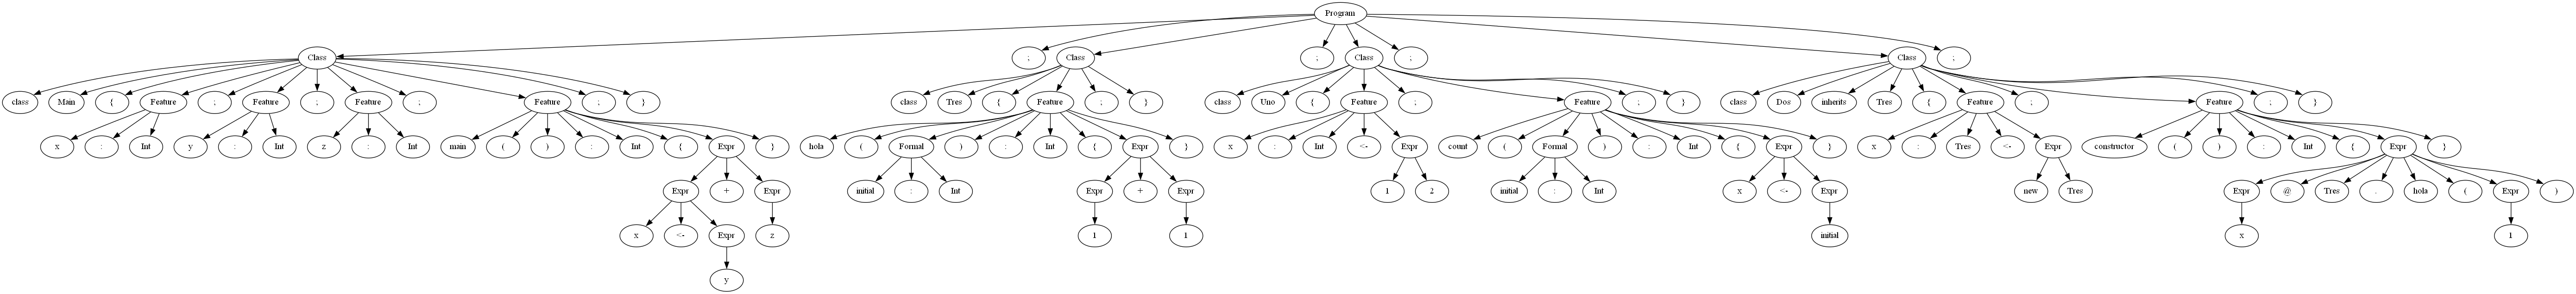 Program
Class ; Class ; Class ; Class ;
class Main { Feature ; Feature ; Feature ; Feature ; } class Tres { Feature ; } class Uno { Feature ; Feature ; } class Dos inherits Tres { Feature ; Feature ; }
x : Int y : Int z : Int main ( ) : Int { Expr } hola ( Formal ) : Int { Expr } x : Int <- Expr count ( Formal ) : Int { Expr } x : Tres <- Expr constructor ( ) : Int { Expr }
Expr + Expr initial : Int Expr + Expr 1 2 initial : Int x <- Expr new Tres Expr @ Tres . hola ( Expr )
x <- Expr z 1 1 initial x 1
y